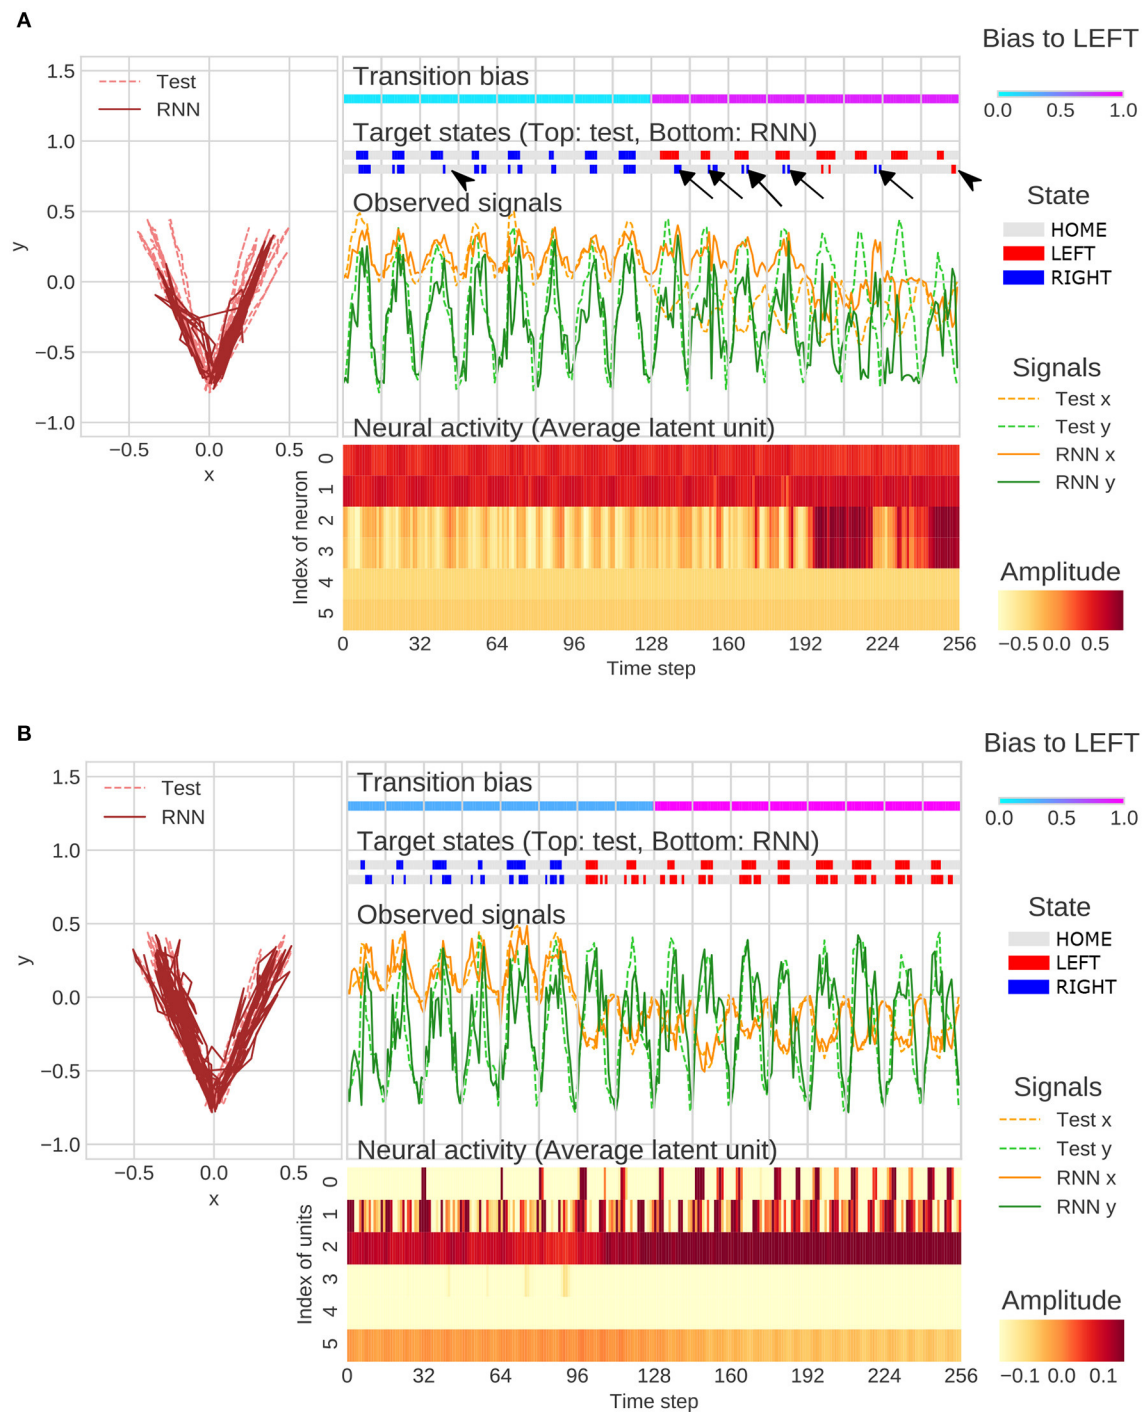 A
Bias to LEFT
0.0 0.5 1.0
Test
RNN
1.5
1.0
0.5
0.0
−0.5
−1.0
y
−0.5 0.0 0.5
x
Transition bias
Target states (Top: test, Bottom: RNN)
Observed signals
Neural activity (Average latent unit)
Index of neuron
0
1
2
3
4
5
0 32 64 96 128 160 192 224 256
Time step
State
HOME
LEFT
RIGHT
Signals
Test x
Test y
RNN x
RNN y
Amplitude
−0.5 0.0 0.5
B
Bias to LEFT
0.0 0.5 1.0
Test
RNN
1.5
1.0
0.5
0.0
−0.5
−1.0
y
−0.5 0.0 0.5
x
Transition bias
Target states (Top: test, Bottom: RNN)
Observed signals
Neural activity (Average latent unit)
Index of units
0
1
2
3
4
5
0 32 64 96 128 160 192 224 256
Time step
State
HOME
LEFT
RIGHT
Signals
Test x
Test y
RNN x
RNN y
Amplitude
−0.1 0.0 0.1